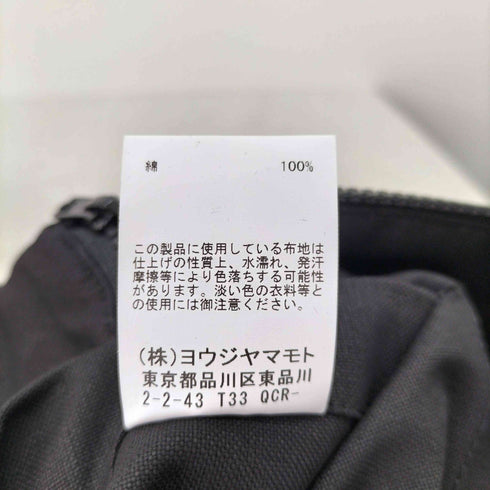 綿 100%
この製品に使用している布地は
仕上げの性質上、水濡れ、発汗
摩擦等により色落ちする可能性
があります。淡い色の衣料等と
の使用には御注意ください。
(株)ヨウジヤマモト
東京都品川区東品川
2-2-43 T33 QCR-